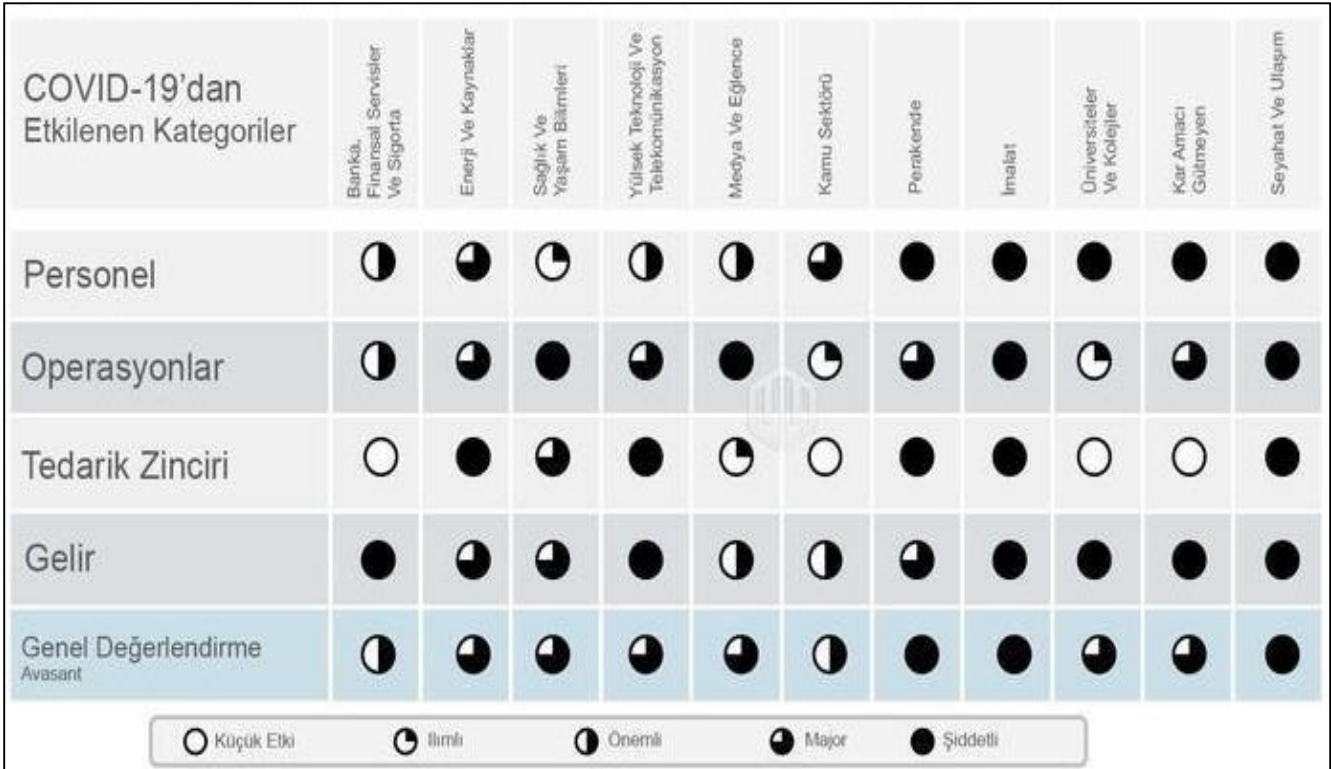 COVID-19'dan
Etkilenen Kategoriler
Banka,
Finansal Servisler
Ve Sigorta
Enerji Ve Kaynaklar
Sağlık Ve
Yaşam Bilimleri
Yülsek Teknoloji Ve
Telekomünikasyon
Medya Ve Eğlence
Kamu Sektörü
Perakende
İmalat
Üniversiteler
Ve Kolejler
Kar Amacı
Gütmeyen
Seyahat Ve Ulaşım
Personel
Operasyonlar
Tedarik Zinciri
Gelir
Genel Değerlendirme
Avasant
Küçük Etki
Ilımlı
Önemli
Major
Şiddetli